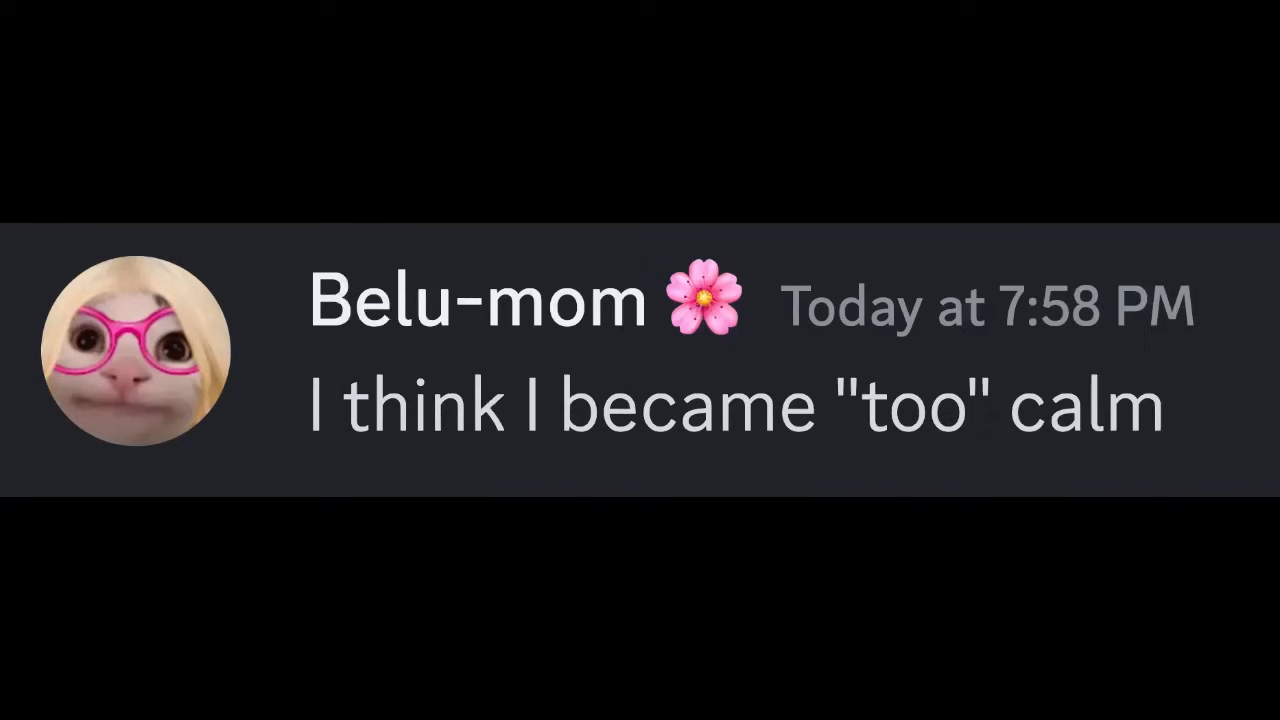 Belu-mom🌸 Today at 7:58 PM
I think I became "too" calm